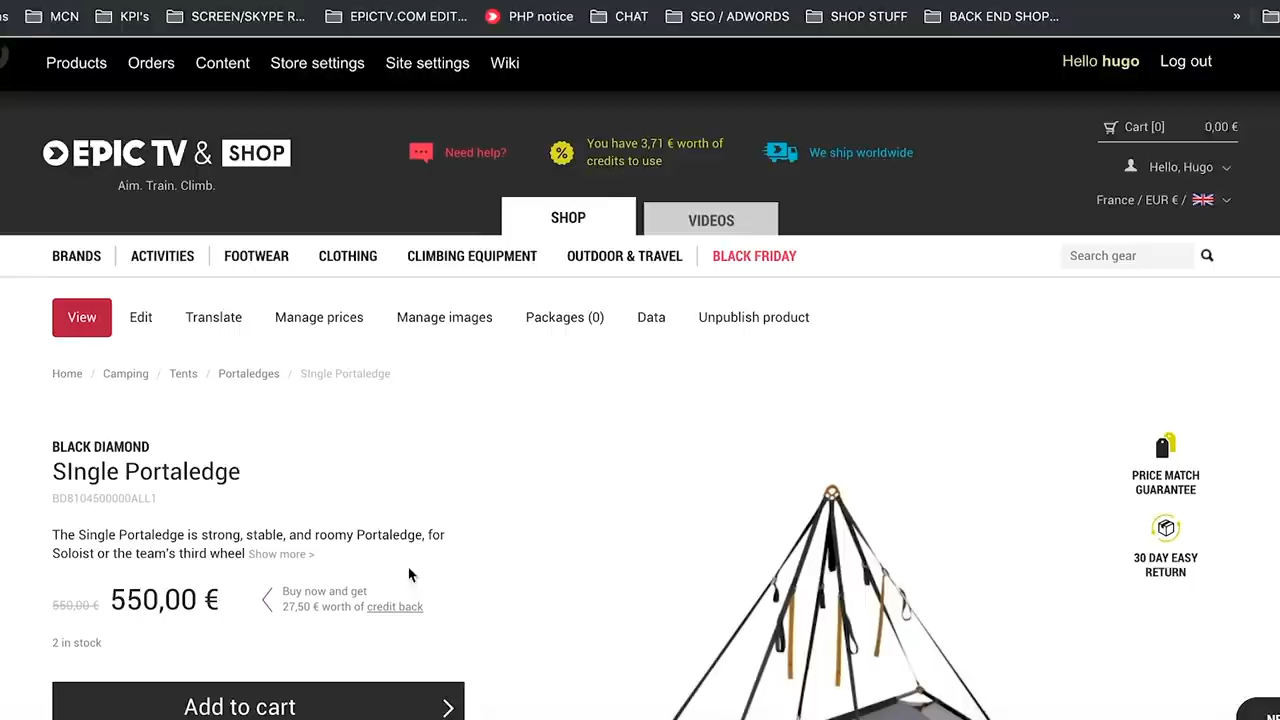 MCN KPI's SCREEN/SKYPE R... EPICTV.COM EDIT... PHP notice CHAT SEO / ADWORDS SHOP STUFF BACK END SHOP... »
Products Orders Content Store settings Site settings Wiki Hello hugo Log out
EPIC TV & SHOP
Aim. Train. Climb.
Need help?
You have 3,71 € worth of
credits to use
We ship worldwide
Cart [0] 0,00 €
Hello, Hugo
France / EUR € /
SHOP VIDEOS
BRANDS ACTIVITIES FOOTWEAR CLOTHING CLIMBING EQUIPMENT OUTDOOR & TRAVEL BLACK FRIDAY Search gear
View Edit Translate Manage prices Manage images Packages (0) Data Unpublish product
Home / Camping / Tents / Portaledges / SIngle Portaledge
BLACK DIAMOND
SIngle Portaledge
BD8104500000ALL1
The Single Portaledge is strong, stable, and roomy Portaledge, for
Soloist or the team's third wheel Show more >
550,00 € 550,00 €
Buy now and get
27,50 € worth of credit back
2 in stock
Add to cart
PRICE MATCH
GUARANTEE
30 DAY EASY
RETURN